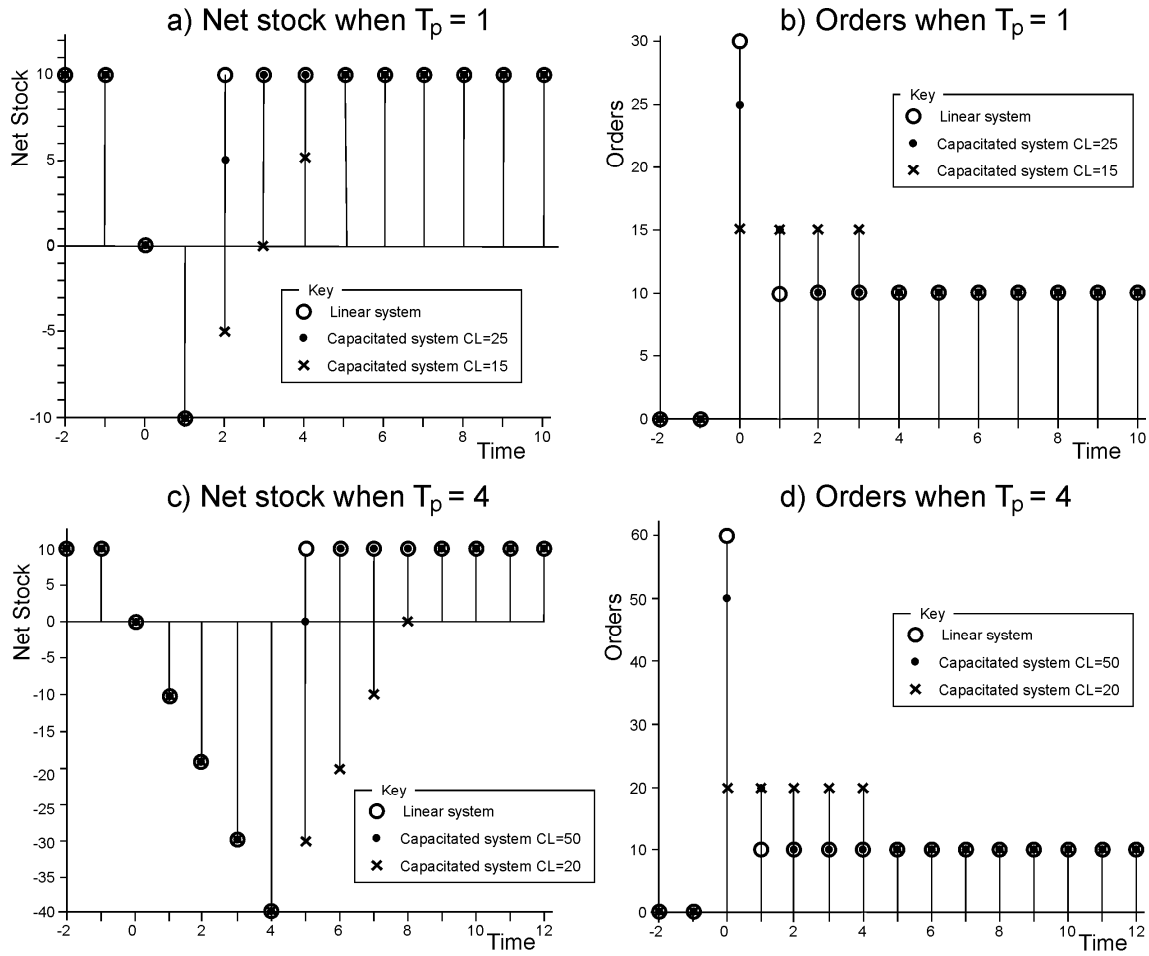 a) Net stock when Tp = 1
Net Stock
10
5
0
-5
-10
-2
0
2
4
6
8
10
Time
Key
Linear system
Capacitated system CL=25
Capacitated system CL=15
b) Orders when Tp = 1
Orders
30
25
20
15
10
5
0
-2
0
2
4
6
8
10
Time
Key
Linear system
Capacitated system CL=25
Capacitated system CL=15
c) Net stock when Tp = 4
Net Stock
10
5
0
-5
-10
-15
-20
-25
-30
-35
-40
-2
0
2
4
6
8
10
12
Time
Key
Linear system
Capacitated system CL=50
Capacitated system CL=20
d) Orders when Tp = 4
Orders
60
50
40
30
20
10
0
-2
0
2
4
6
8
10
12
Time
Key
Linear system
Capacitated system CL=50
Capacitated system CL=20